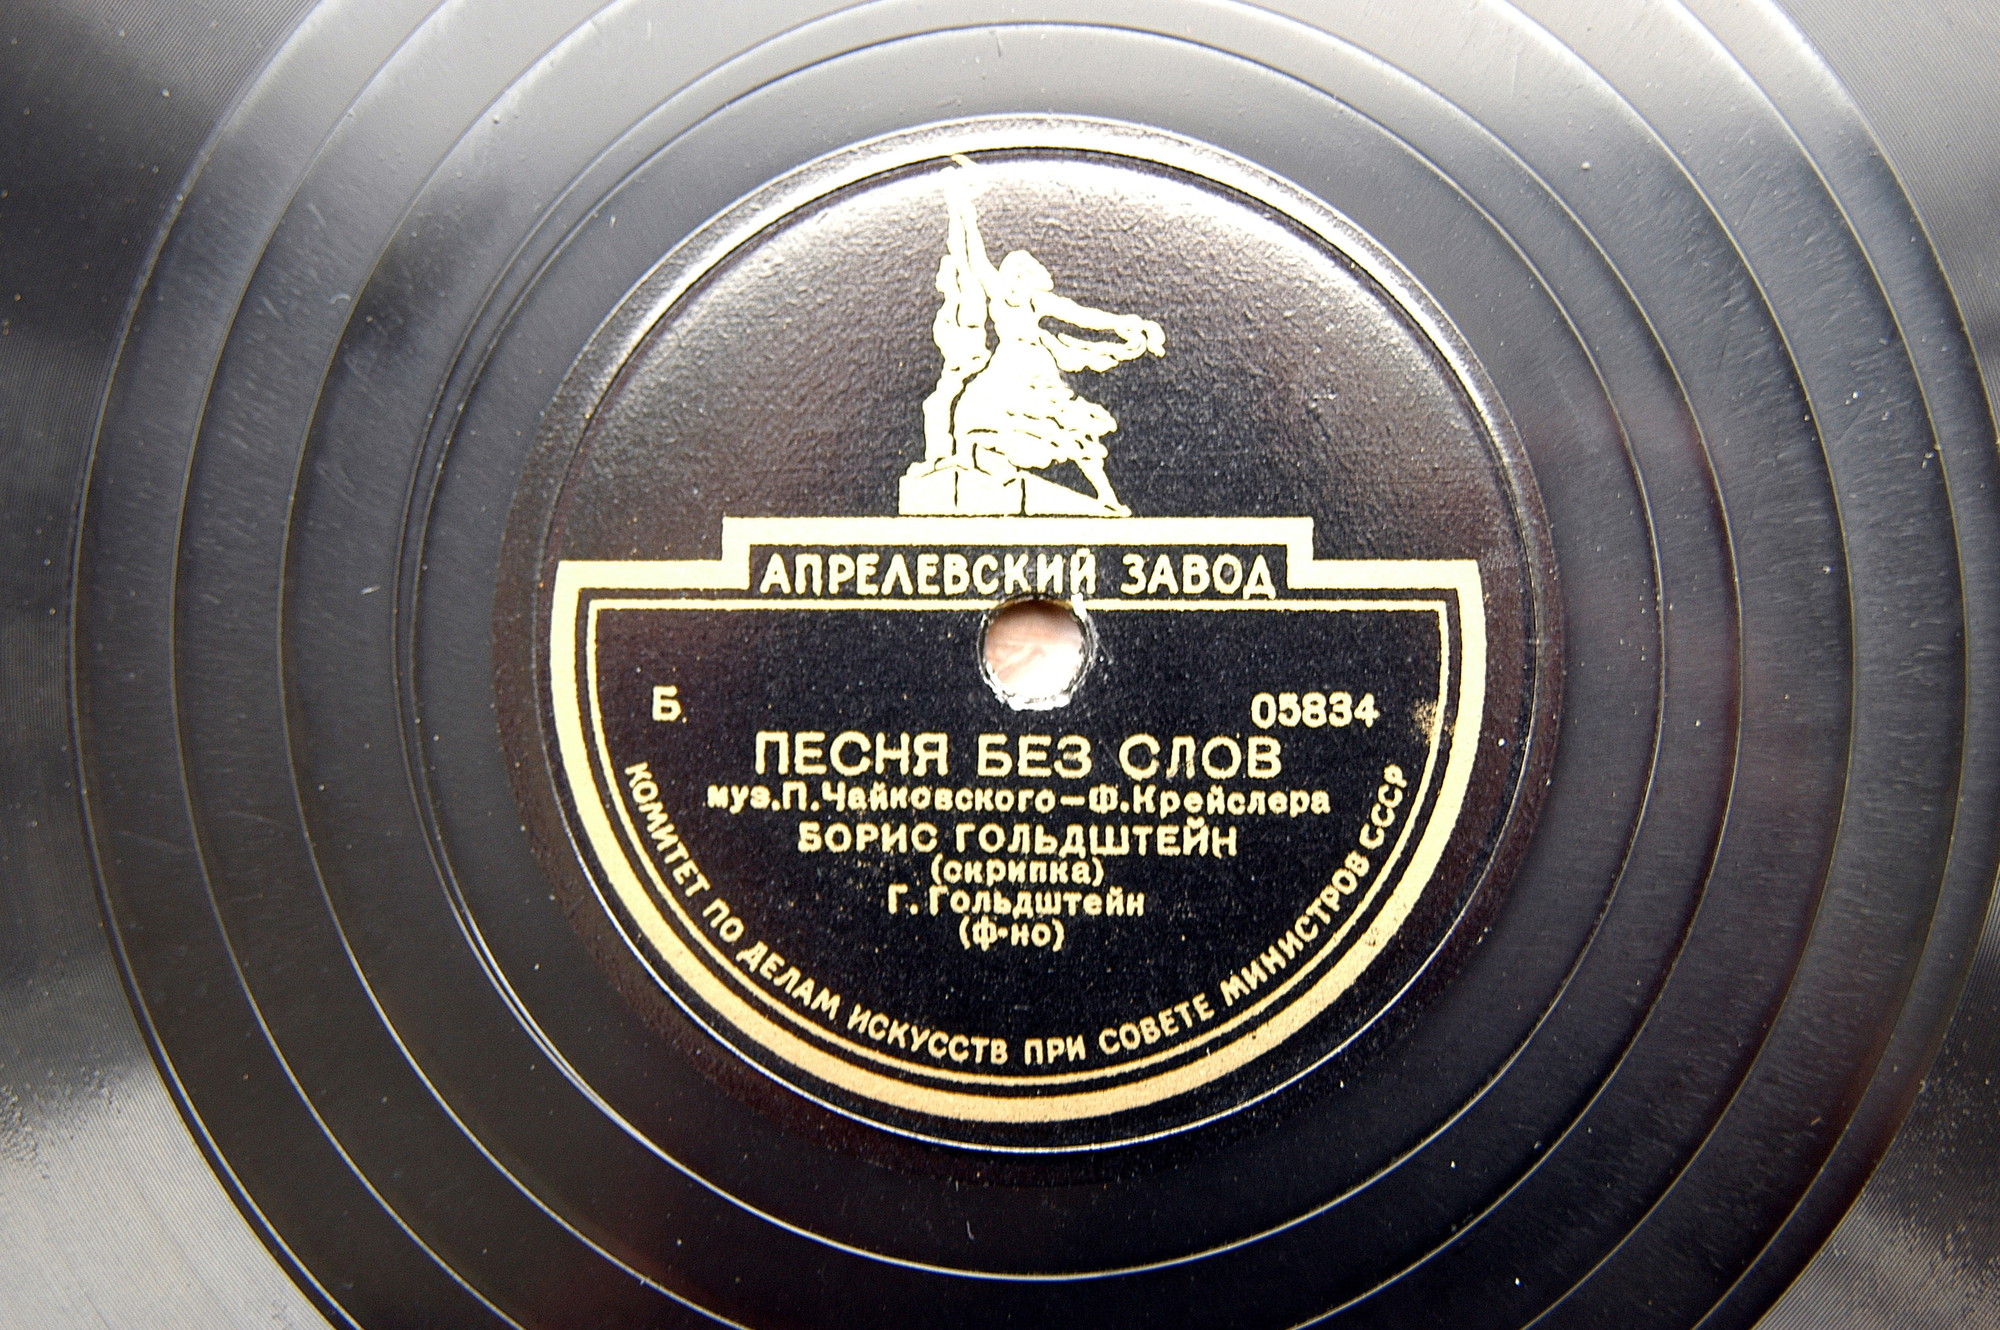 АПРЕЛЕВСКИЙ ЗАВОД
Б. 05834
ПЕСНЯ БЕЗ СЛОВ
муз.П.Чайковского—Ф.Крейслера
БОРИС ГОЛЬДШТЕЙН
(скрипка)
Г. Гольдштейн
(ф-но)
КОМИТЕТ ПО ДЕЛАМ ИСКУССТВ ПРИ СОВЕТЕ МИНИСТРОВ СССР